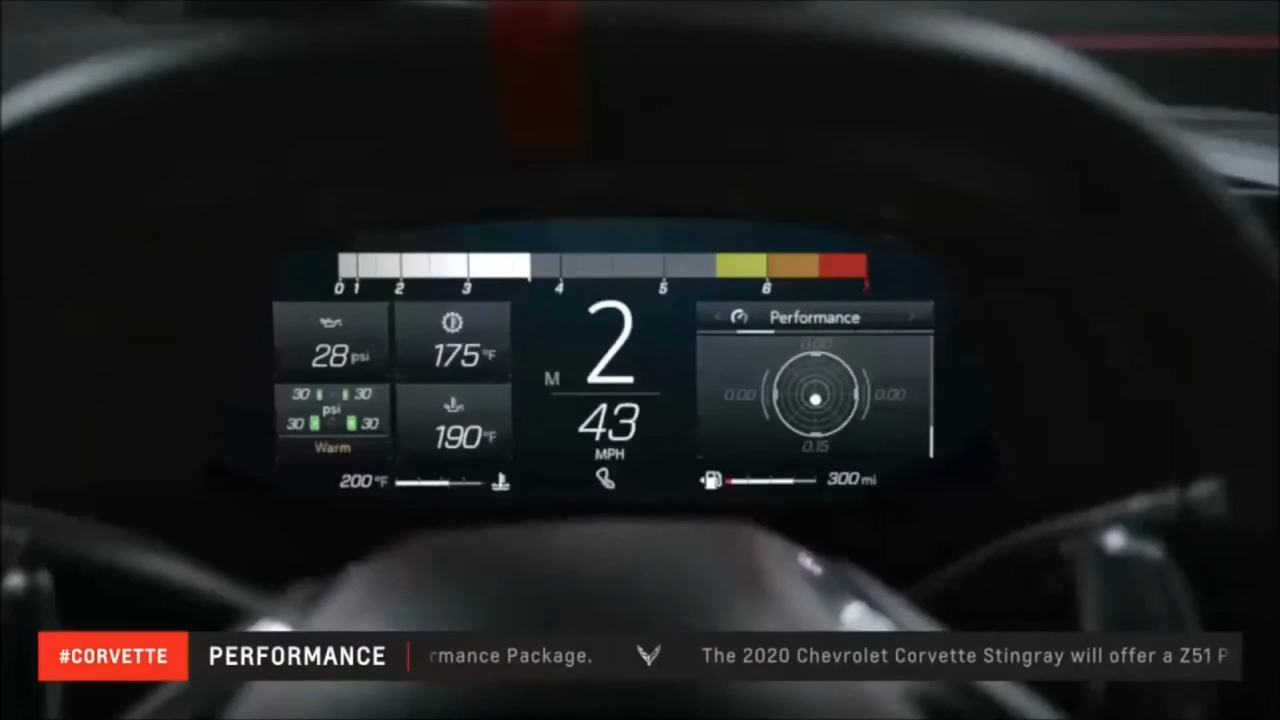 0 1 2 3 4 5 6 7
28 psi
175 °F
30 30
psi
30 30
Warm
190 °F
200 °F
2
M
43
MPH
Performance
0.00
0.00 0.00
0.15
300 mi
#CORVETTE PERFORMANCE rmance Package. The 2020 Chevrolet Corvette Stingray will offer a Z51 P